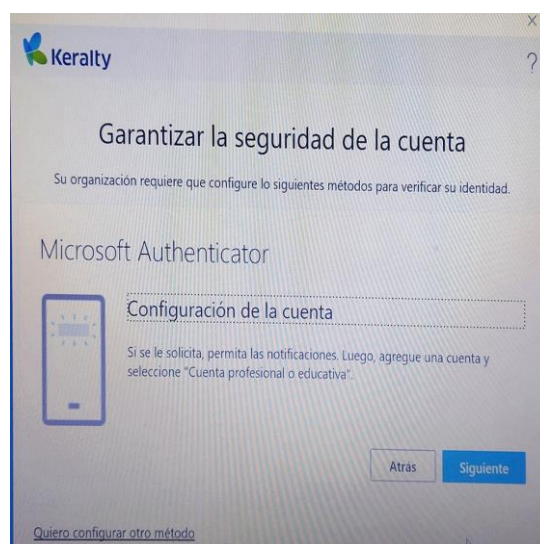 Keralty
?
Garantizar la seguridad de la cuenta
Su organización requiere que configure lo siguientes métodos para verificar su identidad.
Microsoft Authenticator
Configuración de la cuenta
Si se le solicita, permita las notificaciones. Luego, agregue una cuenta y
seleccione "Cuenta profesional o educativa".
Atrás Siguiente
Quiero configurar otro método